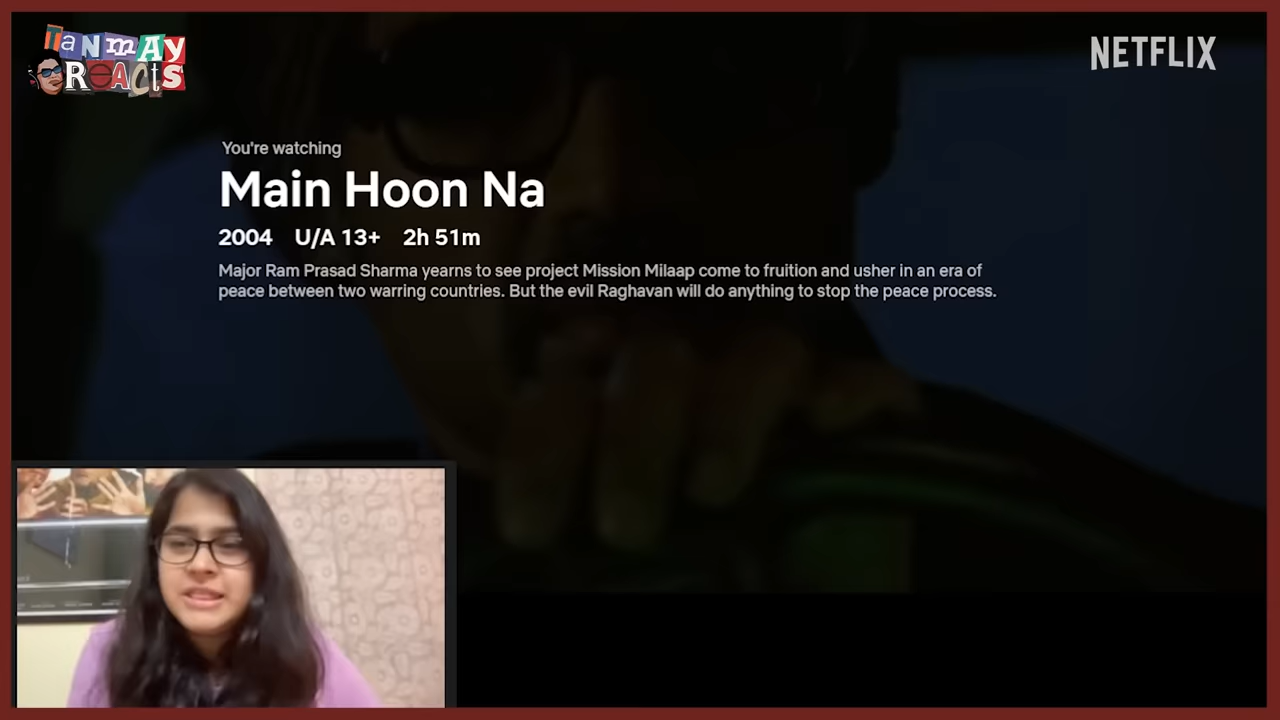 TaNmAy
ReActs
NETFLIX
You're watching
Main Hoon Na
2004 U/A 13+ 2h 51m
Major Ram Prasad Sharma yearns to see project Mission Milaap come to fruition and usher in an era of
peace between two warring countries. But the evil Raghavan will do anything to stop the peace process.